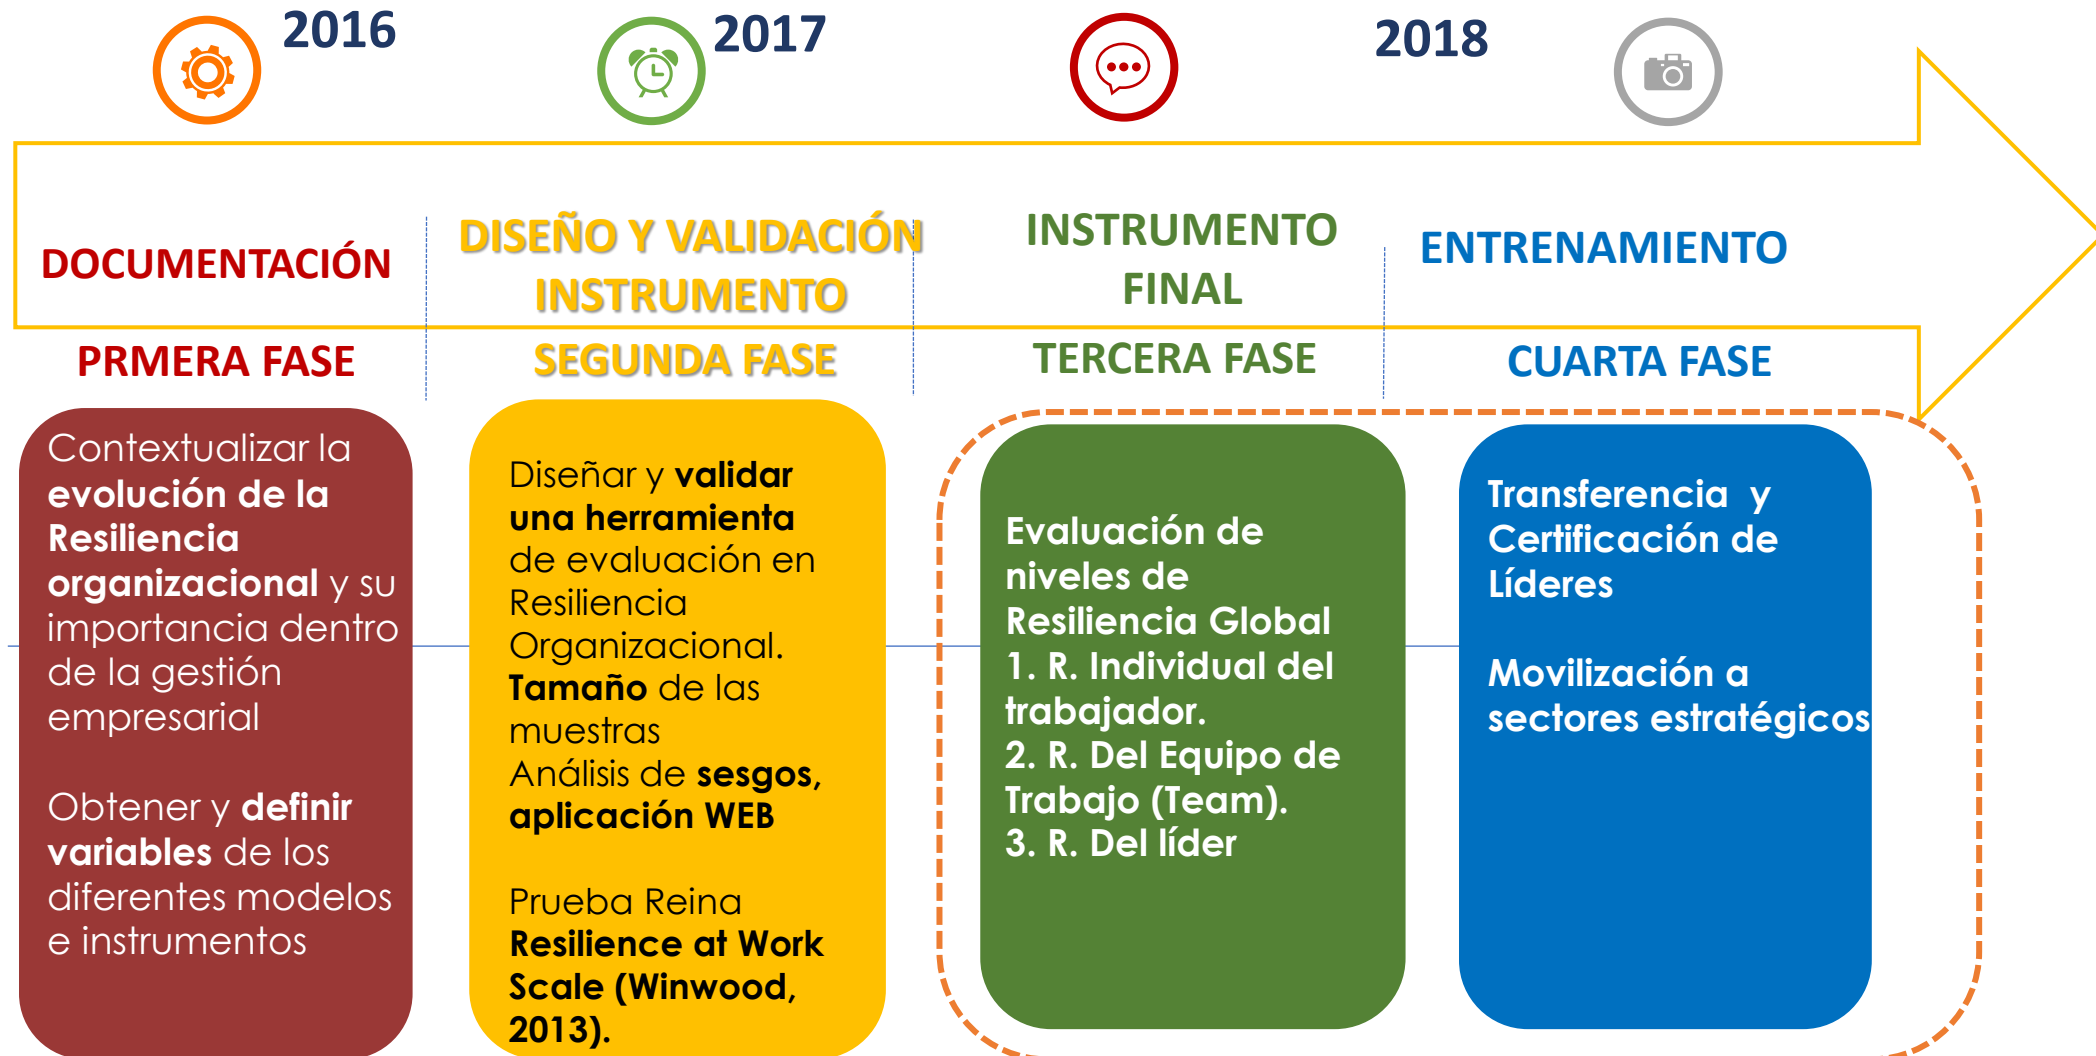 2016
2017
2018
DOCUMENTACIÓN
DISEÑO Y VALIDACIÓN
INSTRUMENTO
INSTRUMENTO
FINAL
ENTRENAMIENTO
PRMERA FASE
SEGUNDA FASE
TERCERA FASE
CUARTA FASE
Contextualizar la
evolución de la
Resiliencia
organizacional y su
importancia dentro
de la gestión
empresarial
Obtener y definir
variables de los
diferentes modelos
e instrumentos
Diseñar y validar
una herramienta
de evaluación en
Resiliencia
Organizacional.
Tamaño de las
muestras
Análisis de sesgos,
aplicación WEB
Prueba Reina
Resilience at Work
Scale (Winwood,
2013).
Evaluación de
niveles de
Resiliencia Global
1. R. Individual del
trabajador.
2. R. Del Equipo de
Trabajo (Team).
3. R. Del líder
Transferencia y
Certificación de
Líderes
Movilización a
sectores estratégicos